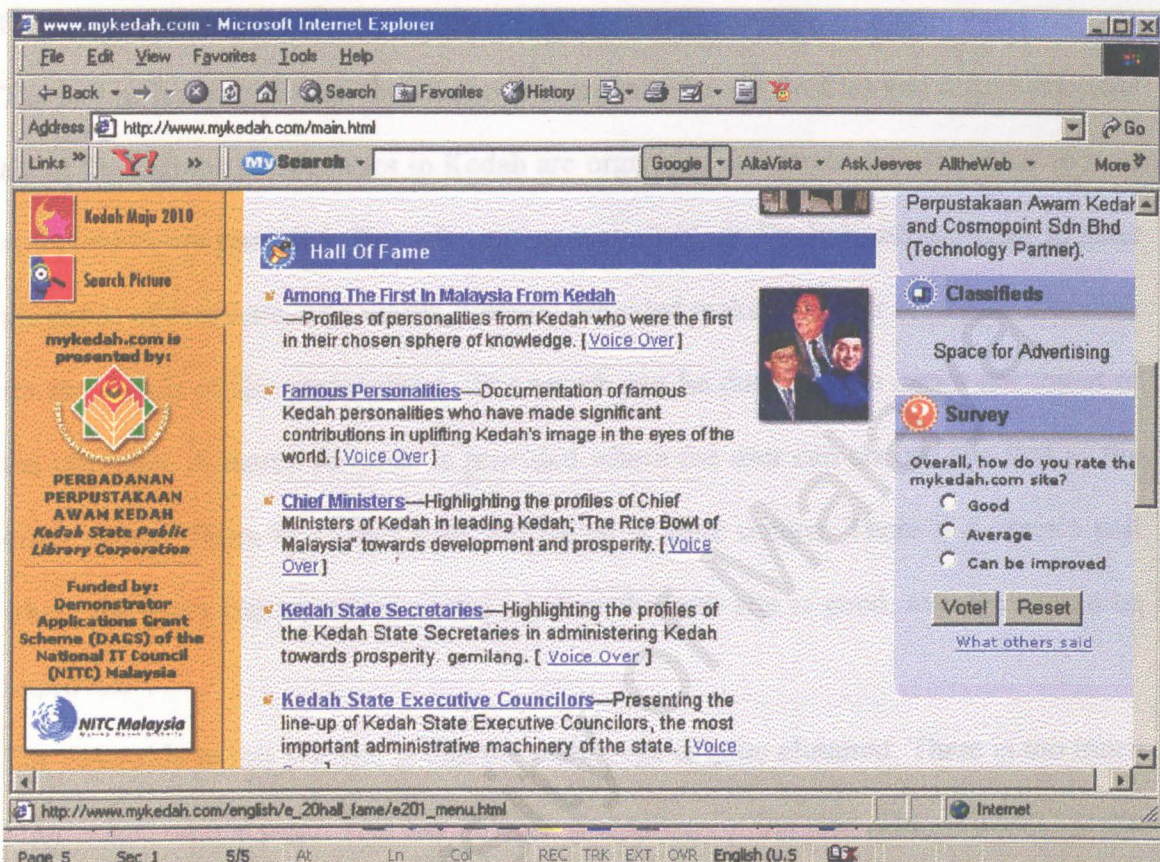 www.mykedah.com - Microsoft Internet Explorer
File Edit View Favorites Tools Help
Back Search Favorites History
Address http://www.mykedah.com/main.html Go
Links » Y! » My Search Google AltaVista Ask Jeeves AlltheWeb More
Kedah Maju 2010
Search Picture
mykedah.com is
presented by:
PERBADANAN
PERPUSTAKAAN
AWAM KEDAH
Kedah State Public
Library Corporation
Funded by:
Demonstrator
Applications Grant
Scheme (DAGS) of the
National IT Council
(NITC) Malaysia
NITC Malaysia
Hall Of Fame
Among The First In Malaysia From Kedah
—Profiles of personalities from Kedah who were the first
in their chosen sphere of knowledge. [Voice Over]
Famous Personalities—Documentation of famous
Kedah personalities who have made significant
contributions in uplifting Kedah's image in the eyes of the
world. [Voice Over]
Chief Ministers—Highlighting the profiles of Chief
Ministers of Kedah in leading Kedah; "The Rice Bowl of
Malaysia" towards development and prosperity. [Voice
Over]
Kedah State Secretaries—Highlighting the profiles of
the Kedah State Secretaries in administering Kedah
towards prosperity. gemilang. [ Voice Over ]
Kedah State Executive Councilors—Presenting the
line-up of Kedah State Executive Councilors, the most
important administrative machinery of the state. [Voice
Perpustakaan Awam Kedah
and Cosmopoint Sdn Bhd
(Technology Partner).
Classifieds
Space for Advertising
Survey
Overall, how do you rate the
mykedah.com site?
Good
Average
Can be improved
Vote! Reset
What others said
http://www.mykedah.com/english/e_20hall_fame/e201_menu.html Internet
Page 5 Sec 1 5/5 At Ln Col REC TRK EXT OVR English (U.S